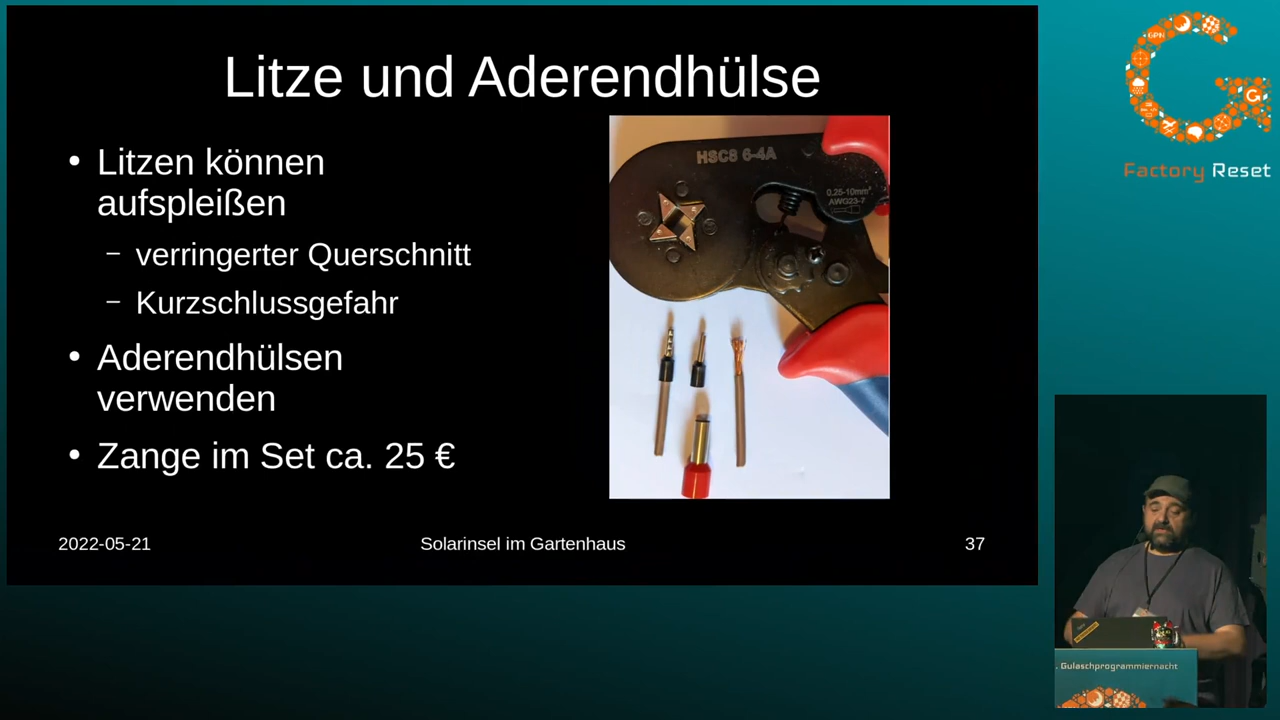 Litze und Aderendhülse
• Litzen können
aufspleißen
– verringerter Querschnitt
– Kurzschlussgefahr
• Aderendhülsen
verwenden
• Zange im Set ca. 25 €
HSC8 6-4A
0,25-10mm²
AWG23-7
2022-05-21
Solarinsel im Gartenhaus
37
GPN
G
Factory Reset
. Gulaschprogrammiernacht